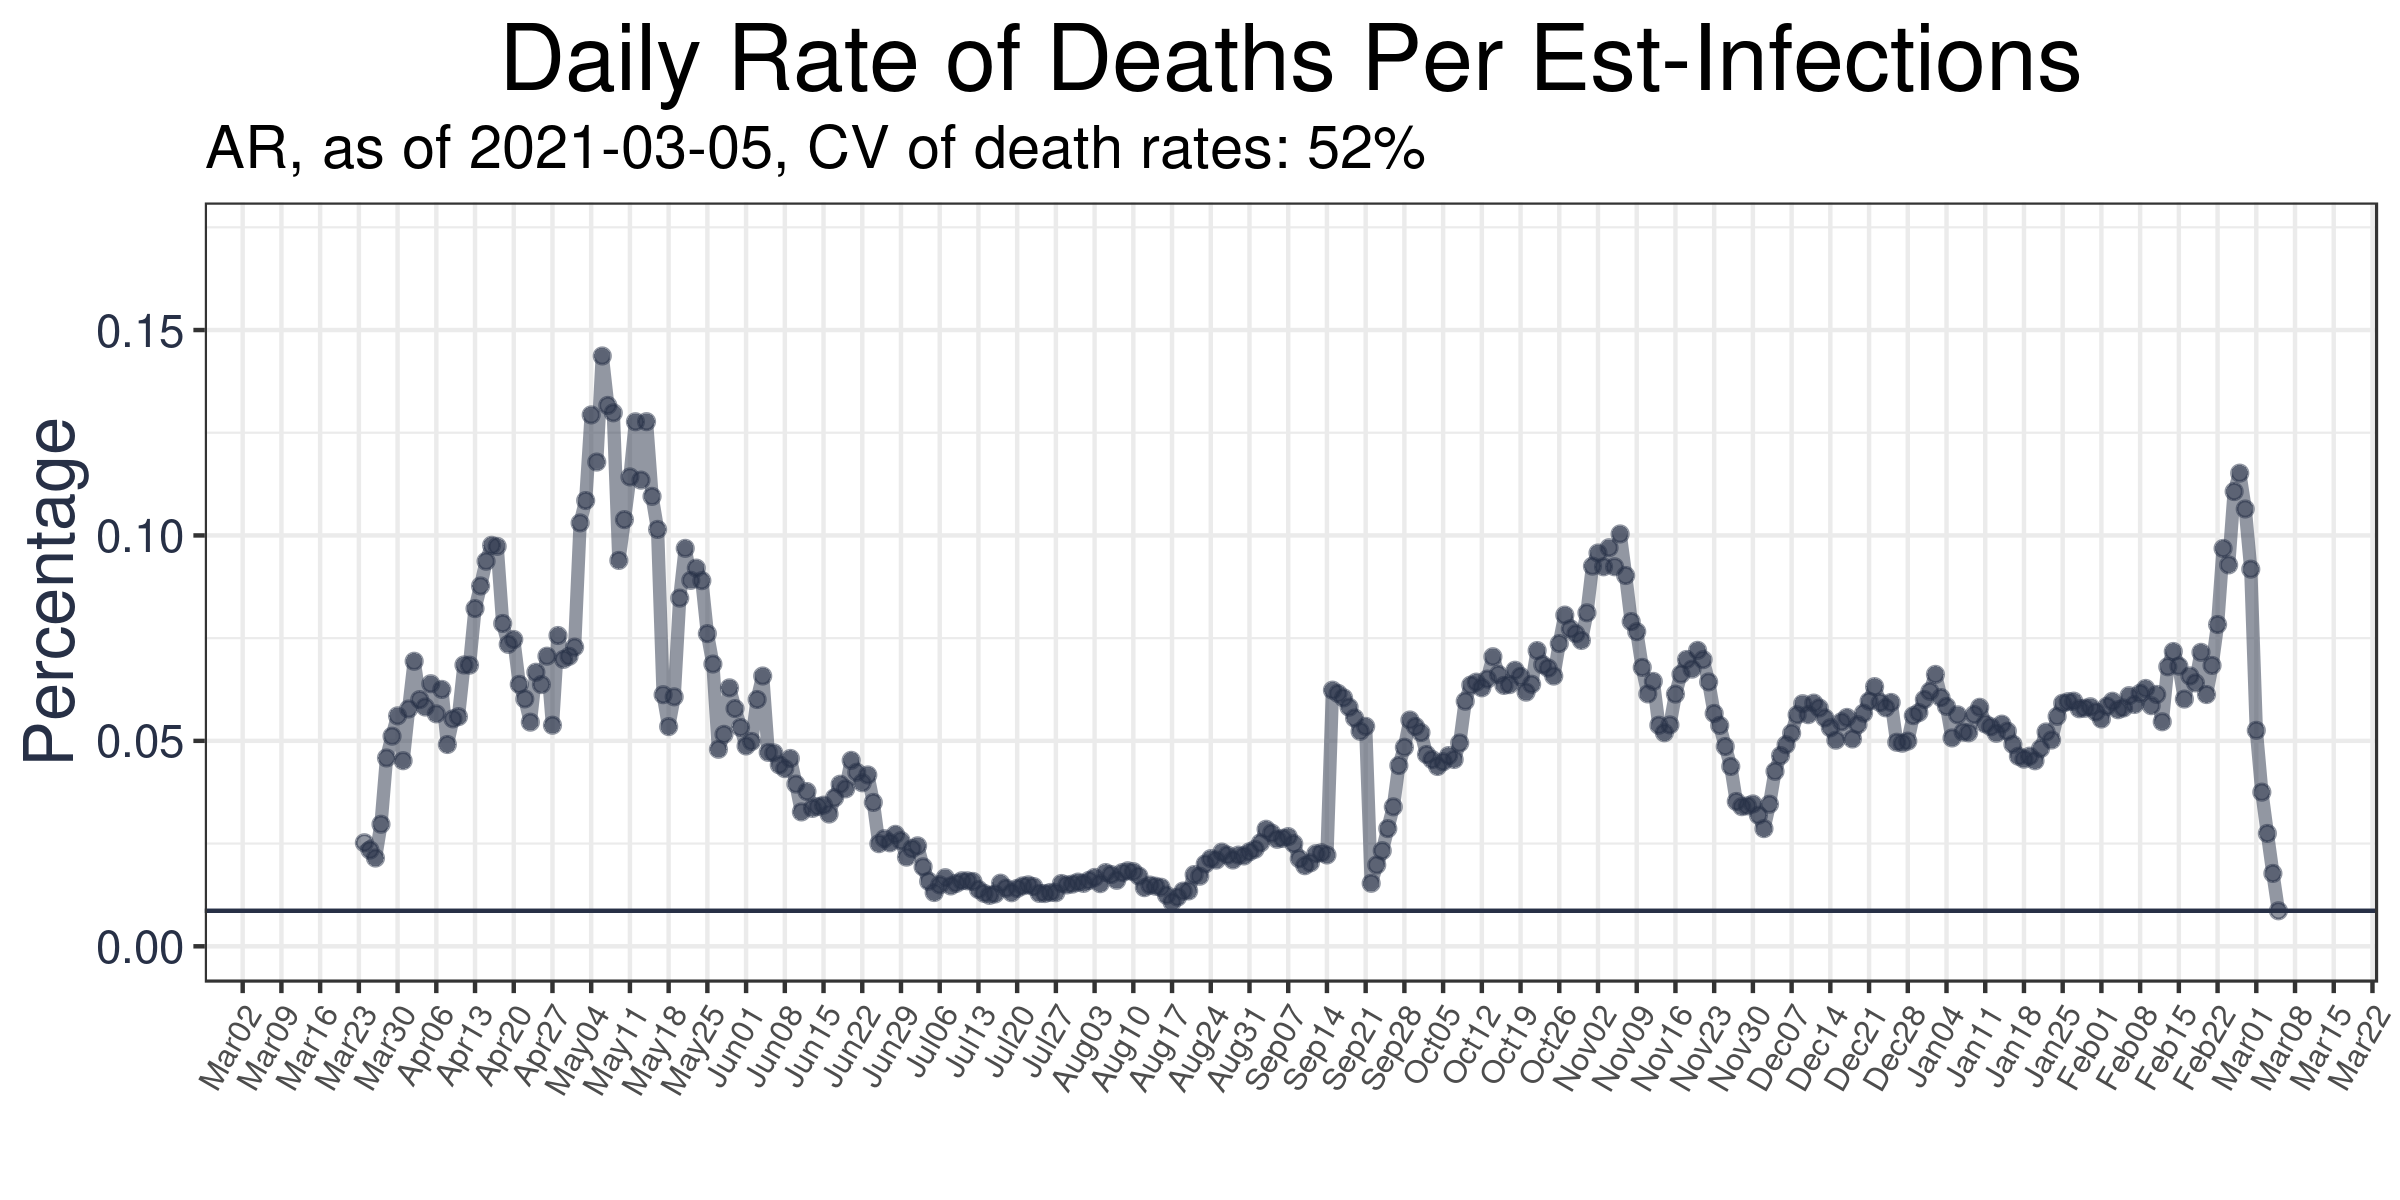 Daily Rate of Deaths Per Est-Infections
AR, as of 2021-03-05, CV of death rates: 52%
Percentage
0.15
0.10
0.05
0.00
Mar02
Mar09
Mar16
Mar23
Mar30
Apr06
Apr13
Apr20
Apr27
May04
May11
May18
May25
Jun01
Jun08
Jun15
Jun22
Jun29
Jul06
Jul13
Jul20
Jul27
Aug03
Aug10
Aug17
Aug24
Aug31
Sep07
Sep14
Sep21
Sep28
Oct05
Oct12
Oct19
Oct26
Nov02
Nov09
Nov16
Nov23
Nov30
Dec07
Dec14
Dec21
Dec28
Jan04
Jan11
Jan18
Jan25
Feb01
Feb08
Feb15
Feb22
Mar01
Mar08
Mar15
Mar22